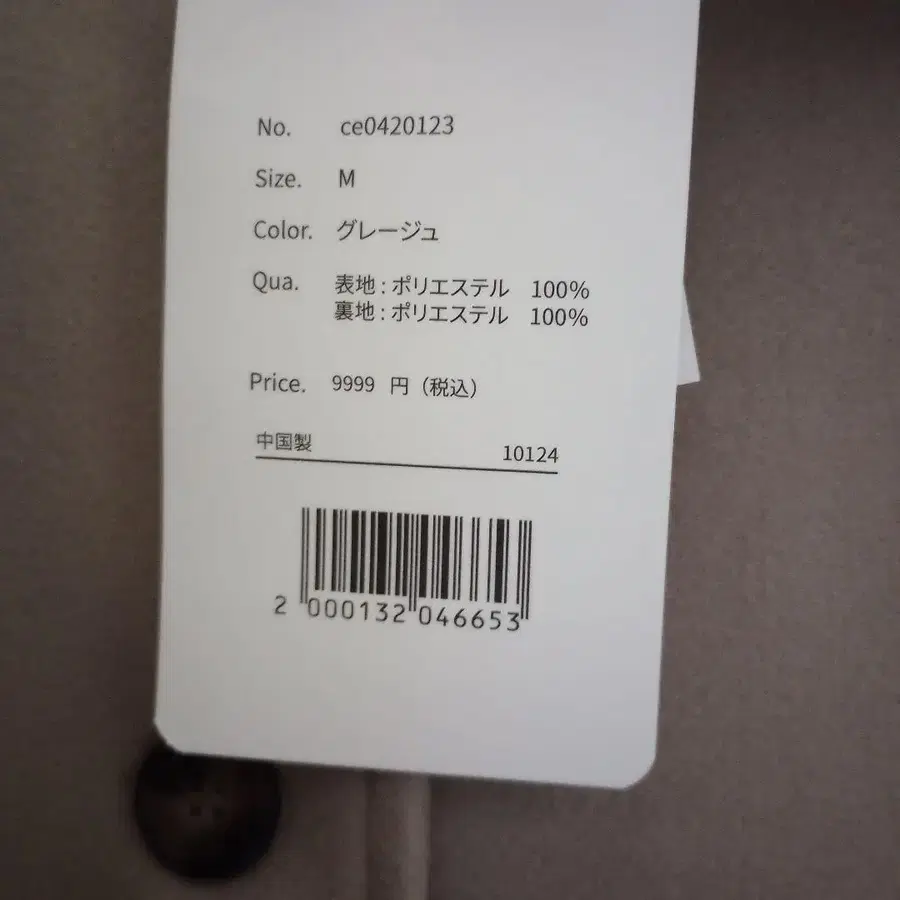 No. ce0420123
Size. M
Color. グレージュ
Qua. 表地 : ポリエステル 100%
裏地 : ポリエステル 100%
Price. 9999 円 (税込)
中国製 10124
2 000132 046653